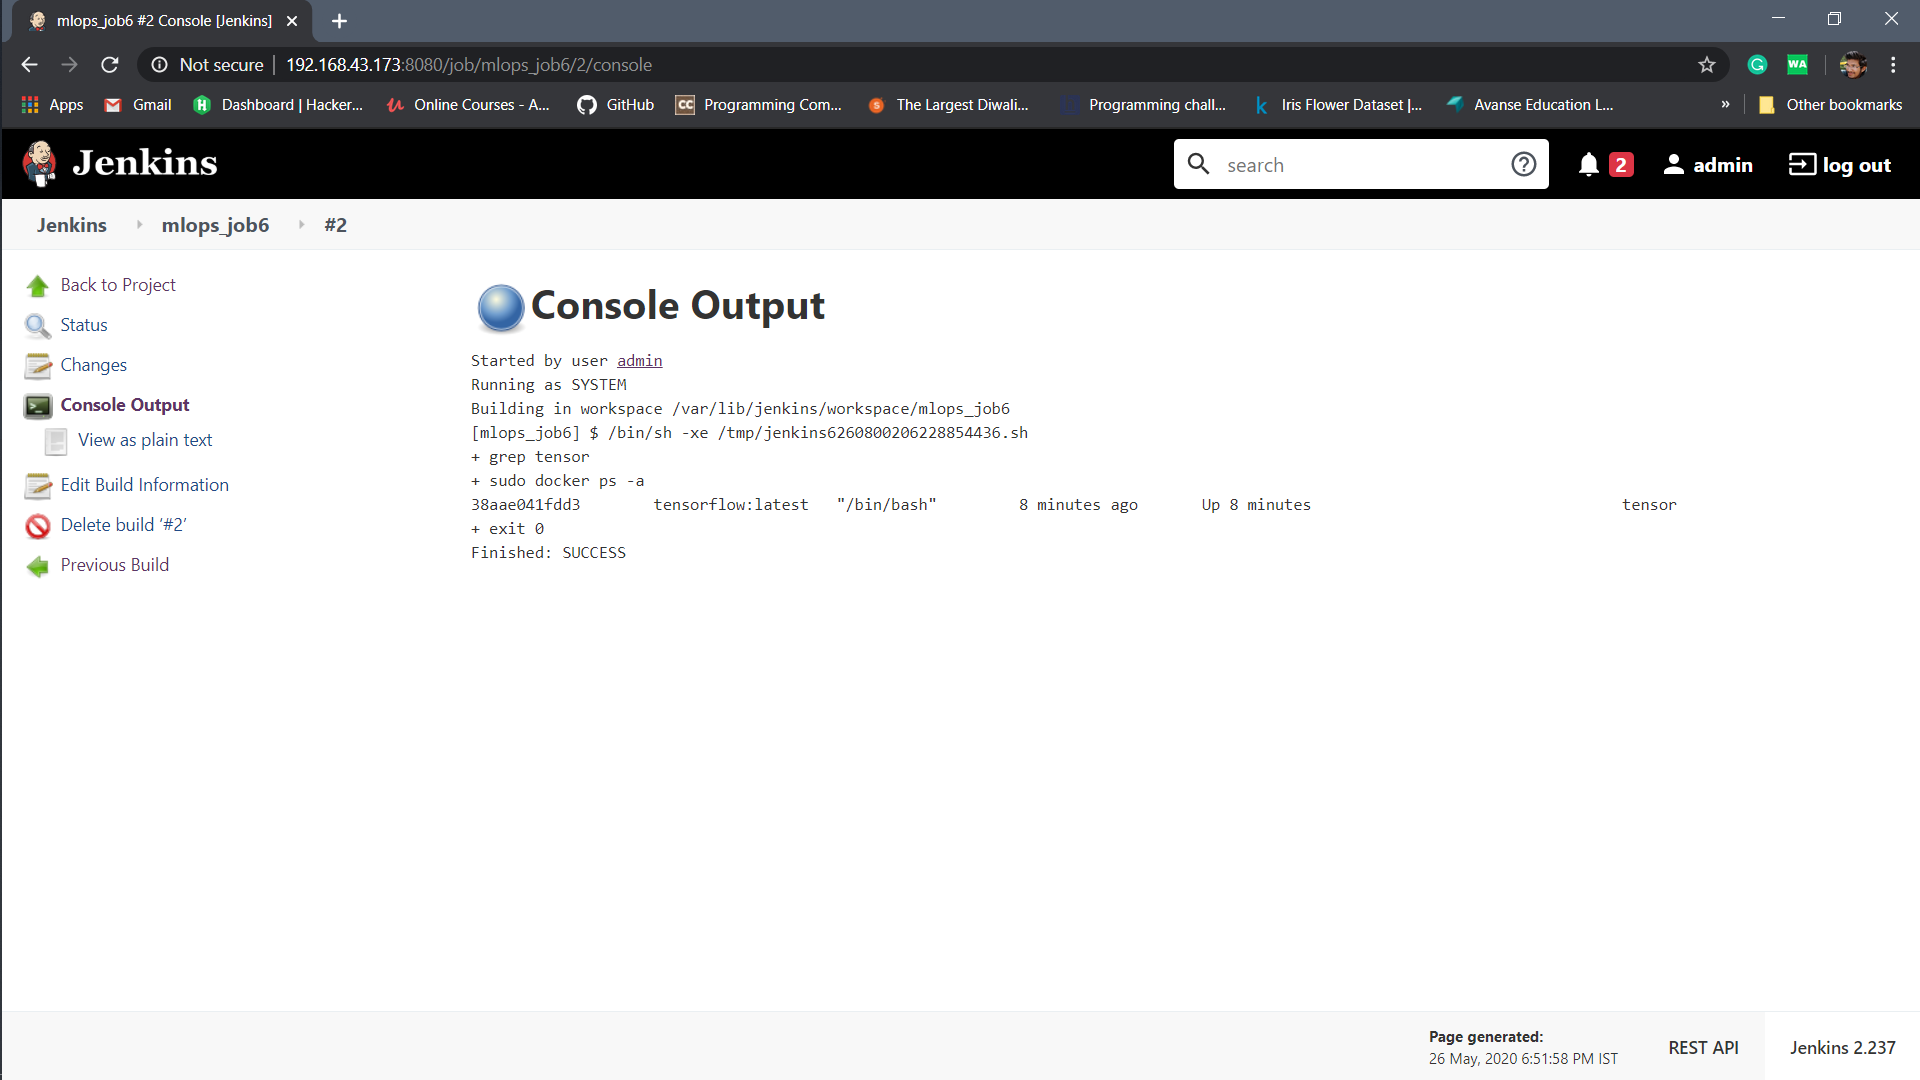 mlops_job6 #2 Console [Jenkins]
Not secure | 192.168.43.173:8080/job/mlops_job6/2/console
G WA
Apps Gmail Dashboard | Hacker... Online Courses - A... GitHub CC Programming Com... The Largest Diwali... Programming chall... Iris Flower Dataset |... Avanse Education L... » Other bookmarks
Jenkins search 2 admin log out
Jenkins mlops_job6 #2
Back to Project
Status
Changes
Console Output
View as plain text
Edit Build Information
Delete build ‘#2’
Previous Build
Console Output
Started by user admin
Running as SYSTEM
Building in workspace /var/lib/jenkins/workspace/mlops_job6
[mlops_job6] $ /bin/sh -xe /tmp/jenkins6260800206228854436.sh
+ grep tensor
+ sudo docker ps -a
38aae041fdd3 tensorflow:latest "/bin/bash" 8 minutes ago Up 8 minutes tensor
+ exit 0
Finished: SUCCESS
Page generated:
26 May, 2020 6:51:58 PM IST
REST API
Jenkins 2.237